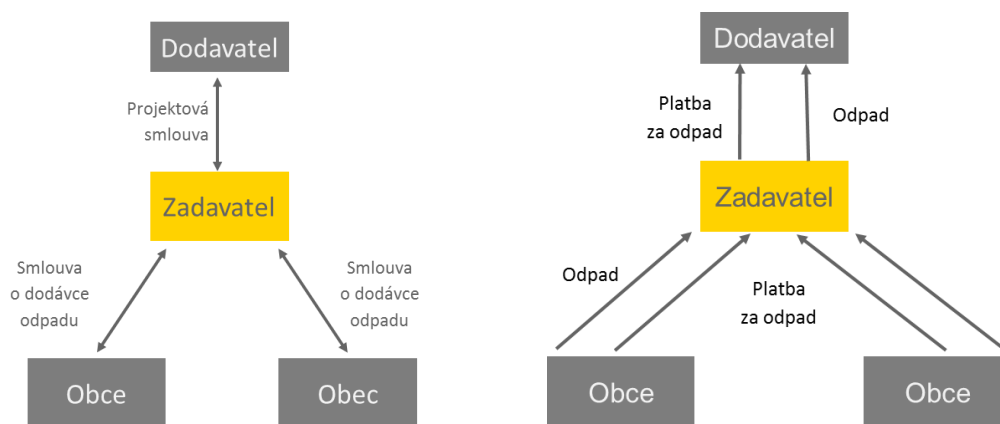 Dodavatel
Projektová
smlouva
Zadavatel
Smlouva
o dodávce
odpadu
Smlouva
o dodávce
odpadu
Obce
Obec
Dodavatel
Platba
za odpad
Odpad
Zadavatel
Odpad
Platba
za odpad
Obce
Obce